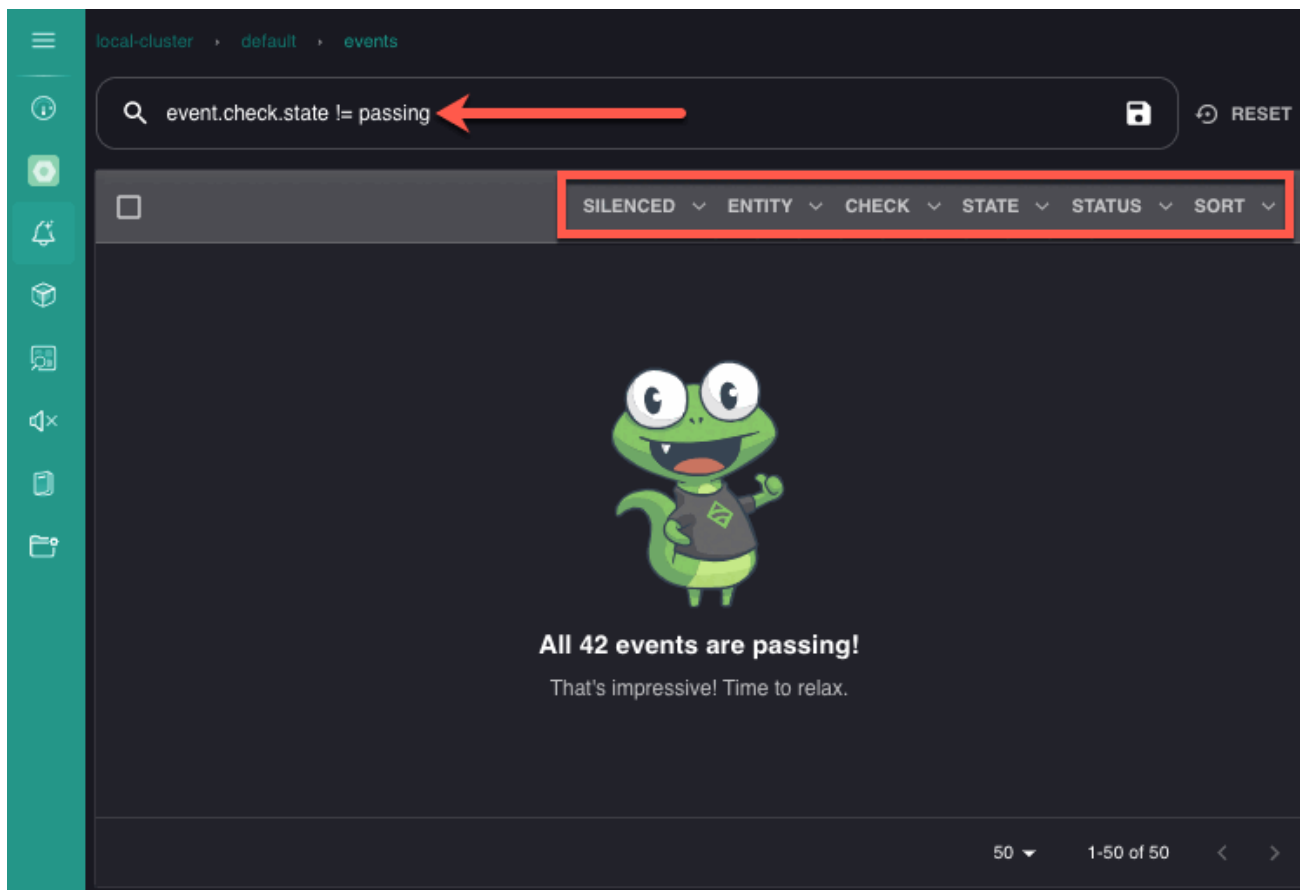 local-cluster › default › events
event.check.state != passing
RESET
SILENCED ENTITY CHECK STATE STATUS SORT
All 42 events are passing!
That's impressive! Time to relax.
50 1-50 of 50